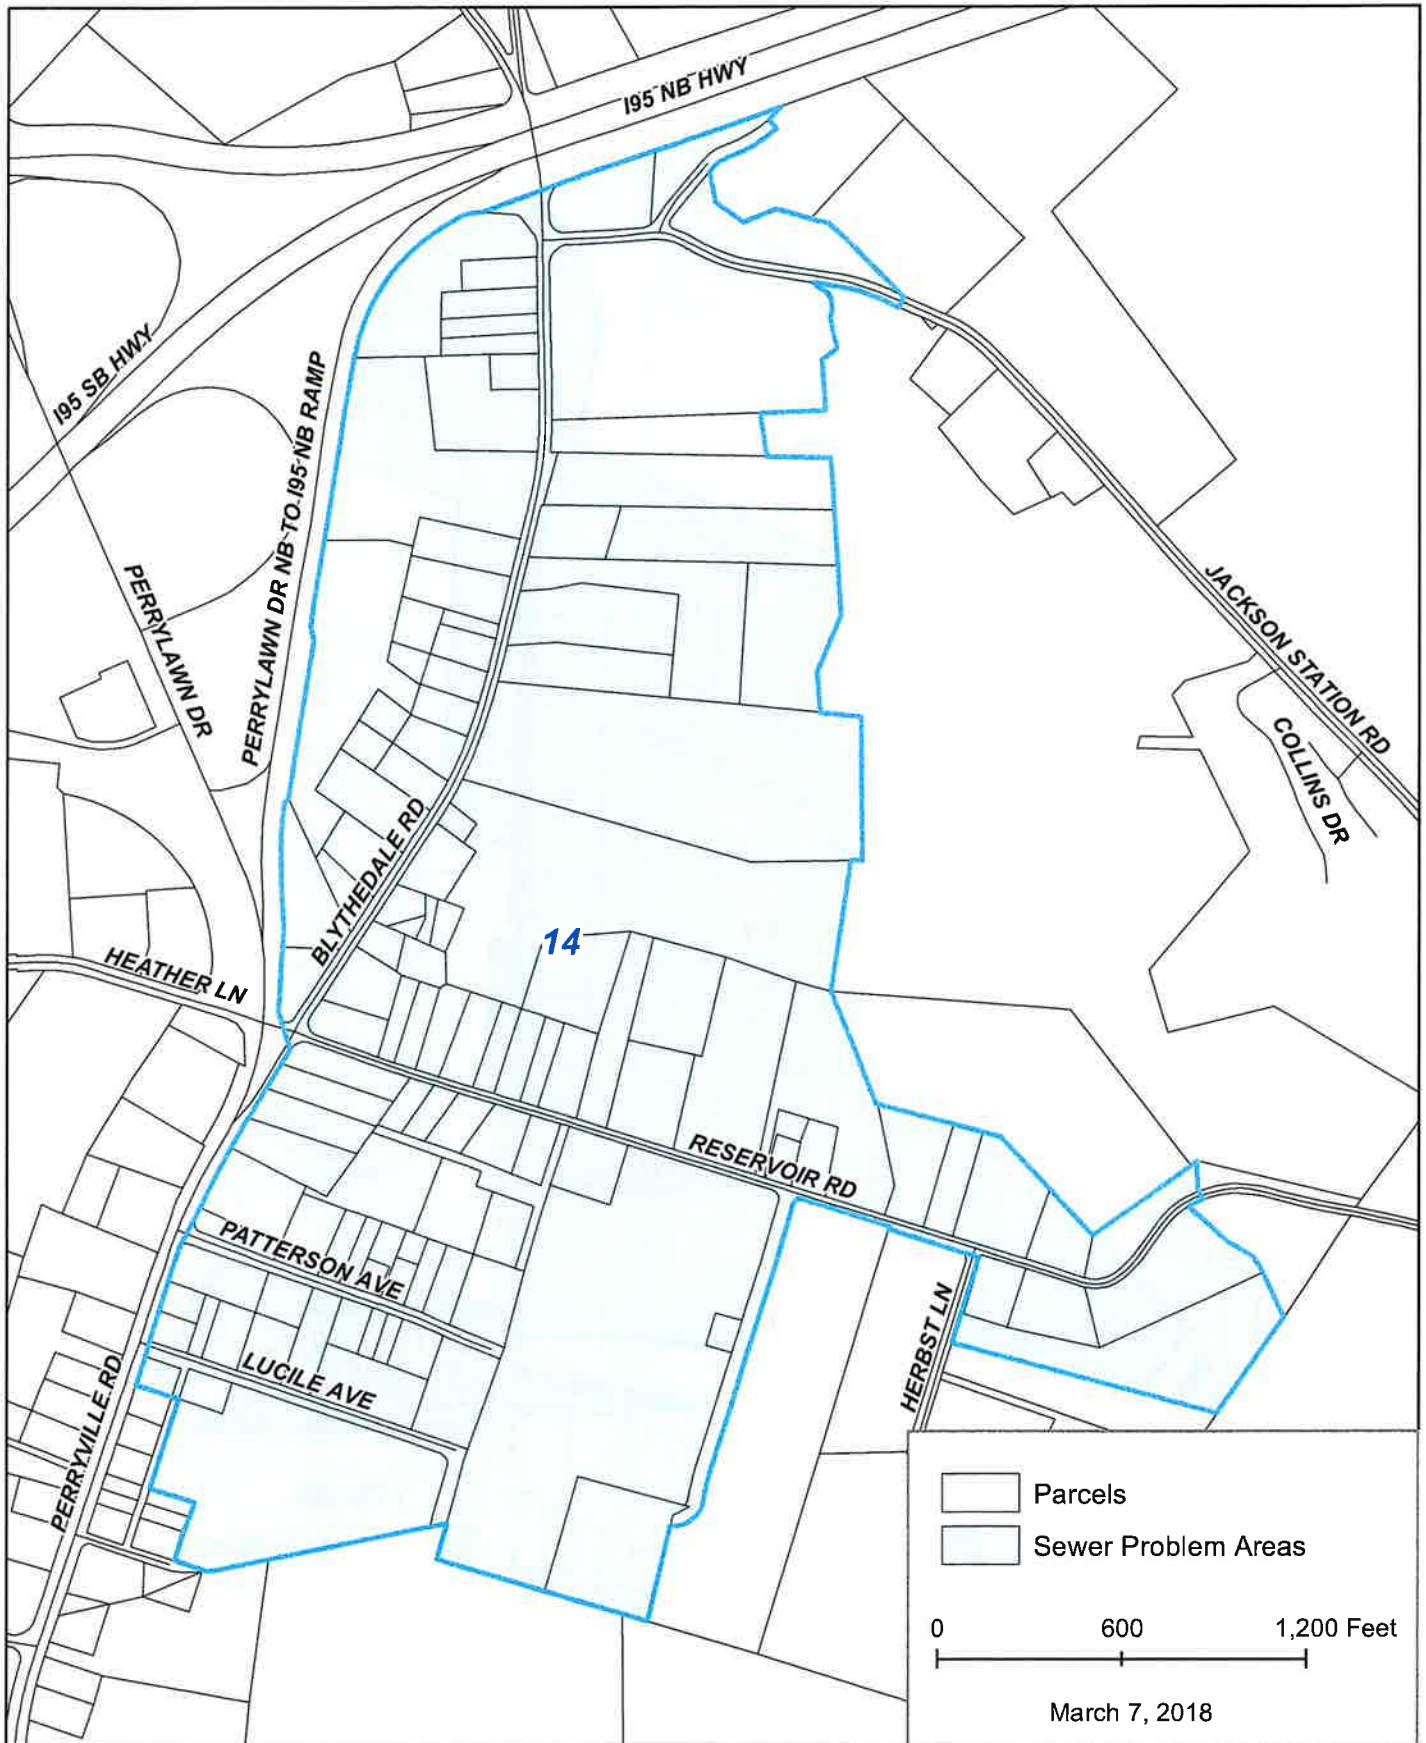 I95 NB HWY
I95 SB HWY
PERRYLAWN DR NB TO I95 NB RAMP
PERRYLAWN DR
JACKSON STATION RD
COLLINS DR
BLYTHEDALE RD
14
HEATHER LN
RESERVOIR RD
PATTERSON AVE
HERBST LN
LUCILE AVE
PERRYVILLE RD
Parcels
Sewer Problem Areas
0 600 1,200 Feet
March 7, 2018